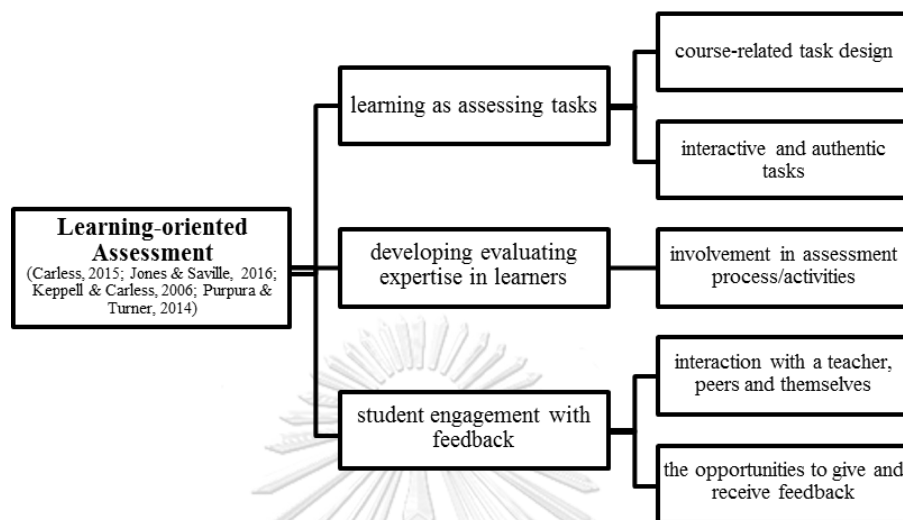 Learning-oriented
Assessment
(Carless, 2015; Jones & Saville, 2016;
Keppell & Carless, 2006; Purpura &
Turner, 2014)
learning as assessing tasks
course-related task design
interactive and authentic
tasks
developing evaluating
expertise in learners
involvement in assessment
process/activities
student engagement with
feedback
interaction with a teacher,
peers and themselves
the opportunities to give and
receive feedback